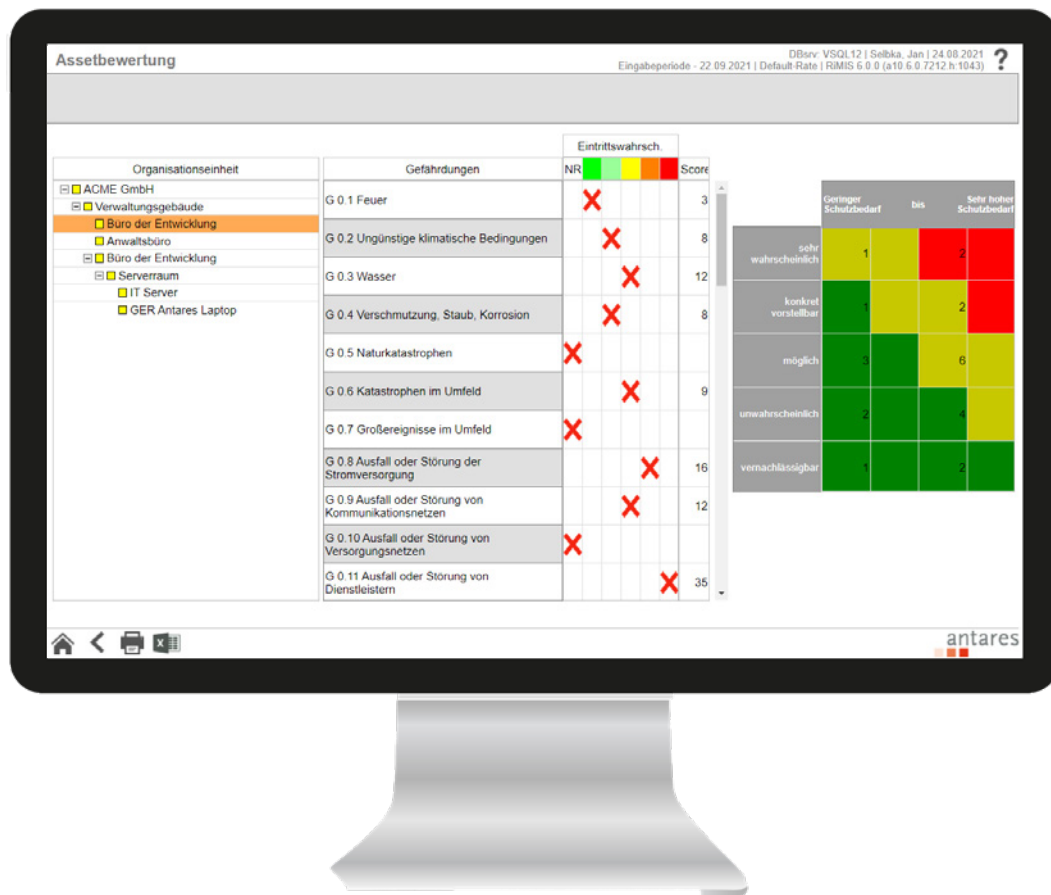 Assetbewertung
DBsrv: VSQL12 | Selbka, Jan | 24.08.2021
Eingabeperiode - 22.09.2021 | Default-Rate | RiMIS 6.0.0 (a10.6.0.7212.h:1043)
?
Eintrittswahrsch.
Organisationseinheit
Gefährdungen
NR
Score
ACME GmbH
Verwaltungsgebäude
Büro der Entwicklung
Anwaltsbüro
Büro der Entwicklung
Serverraum
IT Server
GER Antares Laptop
G 0.1 Feuer
3
G 0.2 Ungünstige klimatische Bedingungen
8
G 0.3 Wasser
12
G 0.4 Verschmutzung, Staub, Korrosion
8
G 0.5 Naturkatastrophen
G 0.6 Katastrophen im Umfeld
9
G 0.7 Großereignisse im Umfeld
G 0.8 Ausfall oder Störung der
Stromversorgung
16
G 0.9 Ausfall oder Störung von
Kommunikationsnetzen
12
G 0.10 Ausfall oder Störung von
Versorgungsnetzen
G 0.11 Ausfall oder Störung von
Dienstleistern
35
Geringer
Schutzbedarf
bis
Sehr hoher
Schutzbedarf
sehr
wahrscheinlich
1
2
konkret
vorstellbar
1
2
möglich
3
6
unwahrscheinlich
2
4
vernachlässigbar
1
2
antares